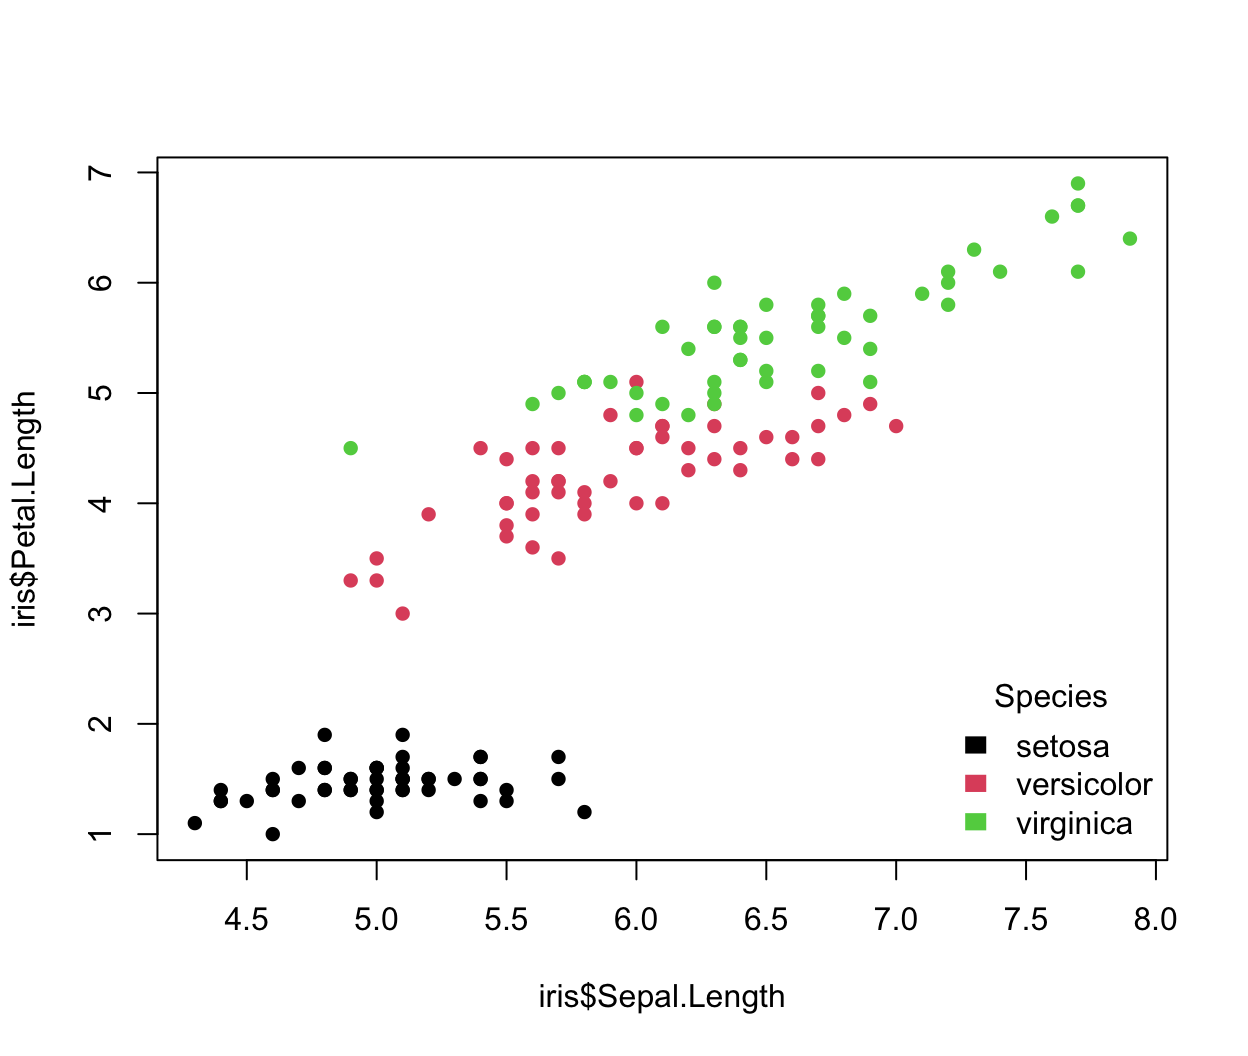 iris$Petal.Length
7
6
5
4
3
2
1
Species
setosa
versicolor
virginica
4.5 5.0 5.5 6.0 6.5 7.0 7.5 8.0
iris$Sepal.Length